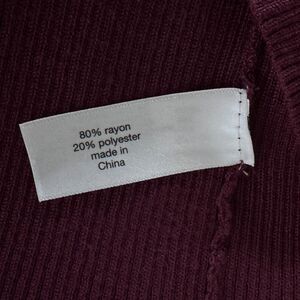 80% rayon
20% polyester
made in
China